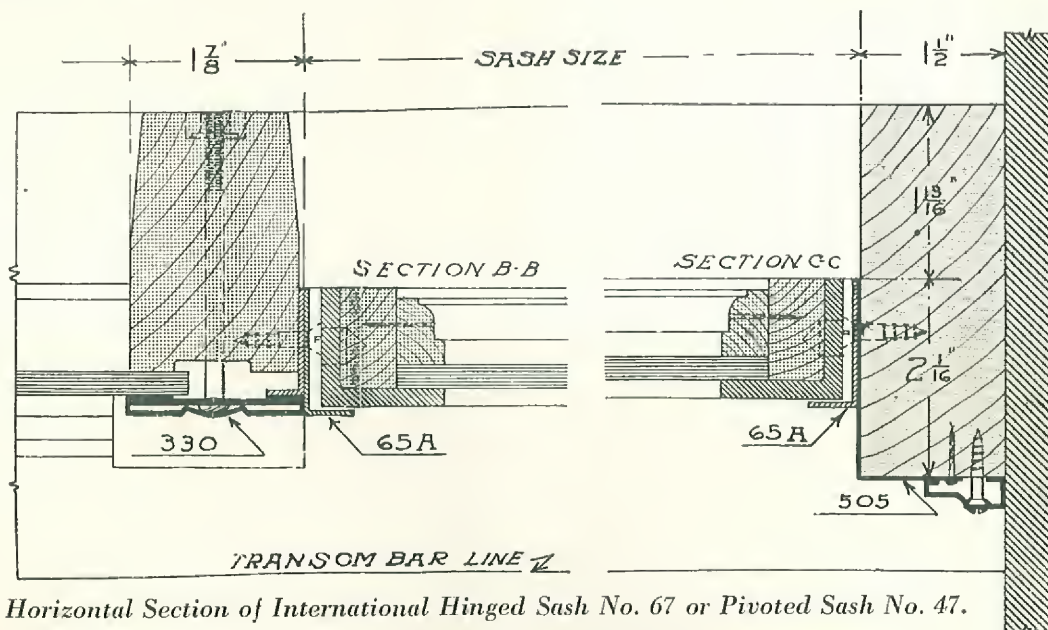 1 7/8"
SASH SIZE
1 1/2"
1 13/16"
SECTION B-B
SECTION C-C
2 1/16"
330
65A
65A
505
TRANSOM BAR LINE
Horizontal Section of International Hinged Sash No. 67 or Pivoted Sash No. 47.